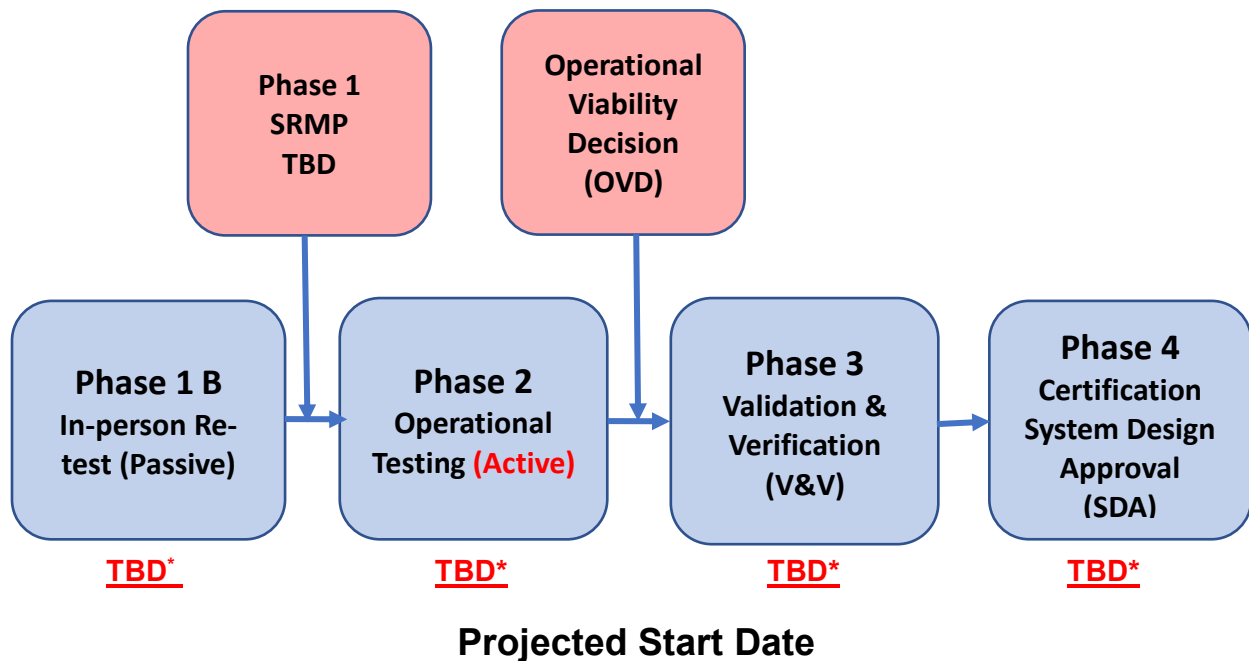 Phase 1
SRMP
TBD
Operational
Viability
Decision
(OVD)
Phase 1 B
In-person Re-
test (Passive)
Phase 2
Operational
Testing (Active)
Phase 3
Validation &
Verification
(V&V)
Phase 4
Certification
System Design
Approval
(SDA)
TBD*
TBD*
TBD*
TBD*
Projected Start Date